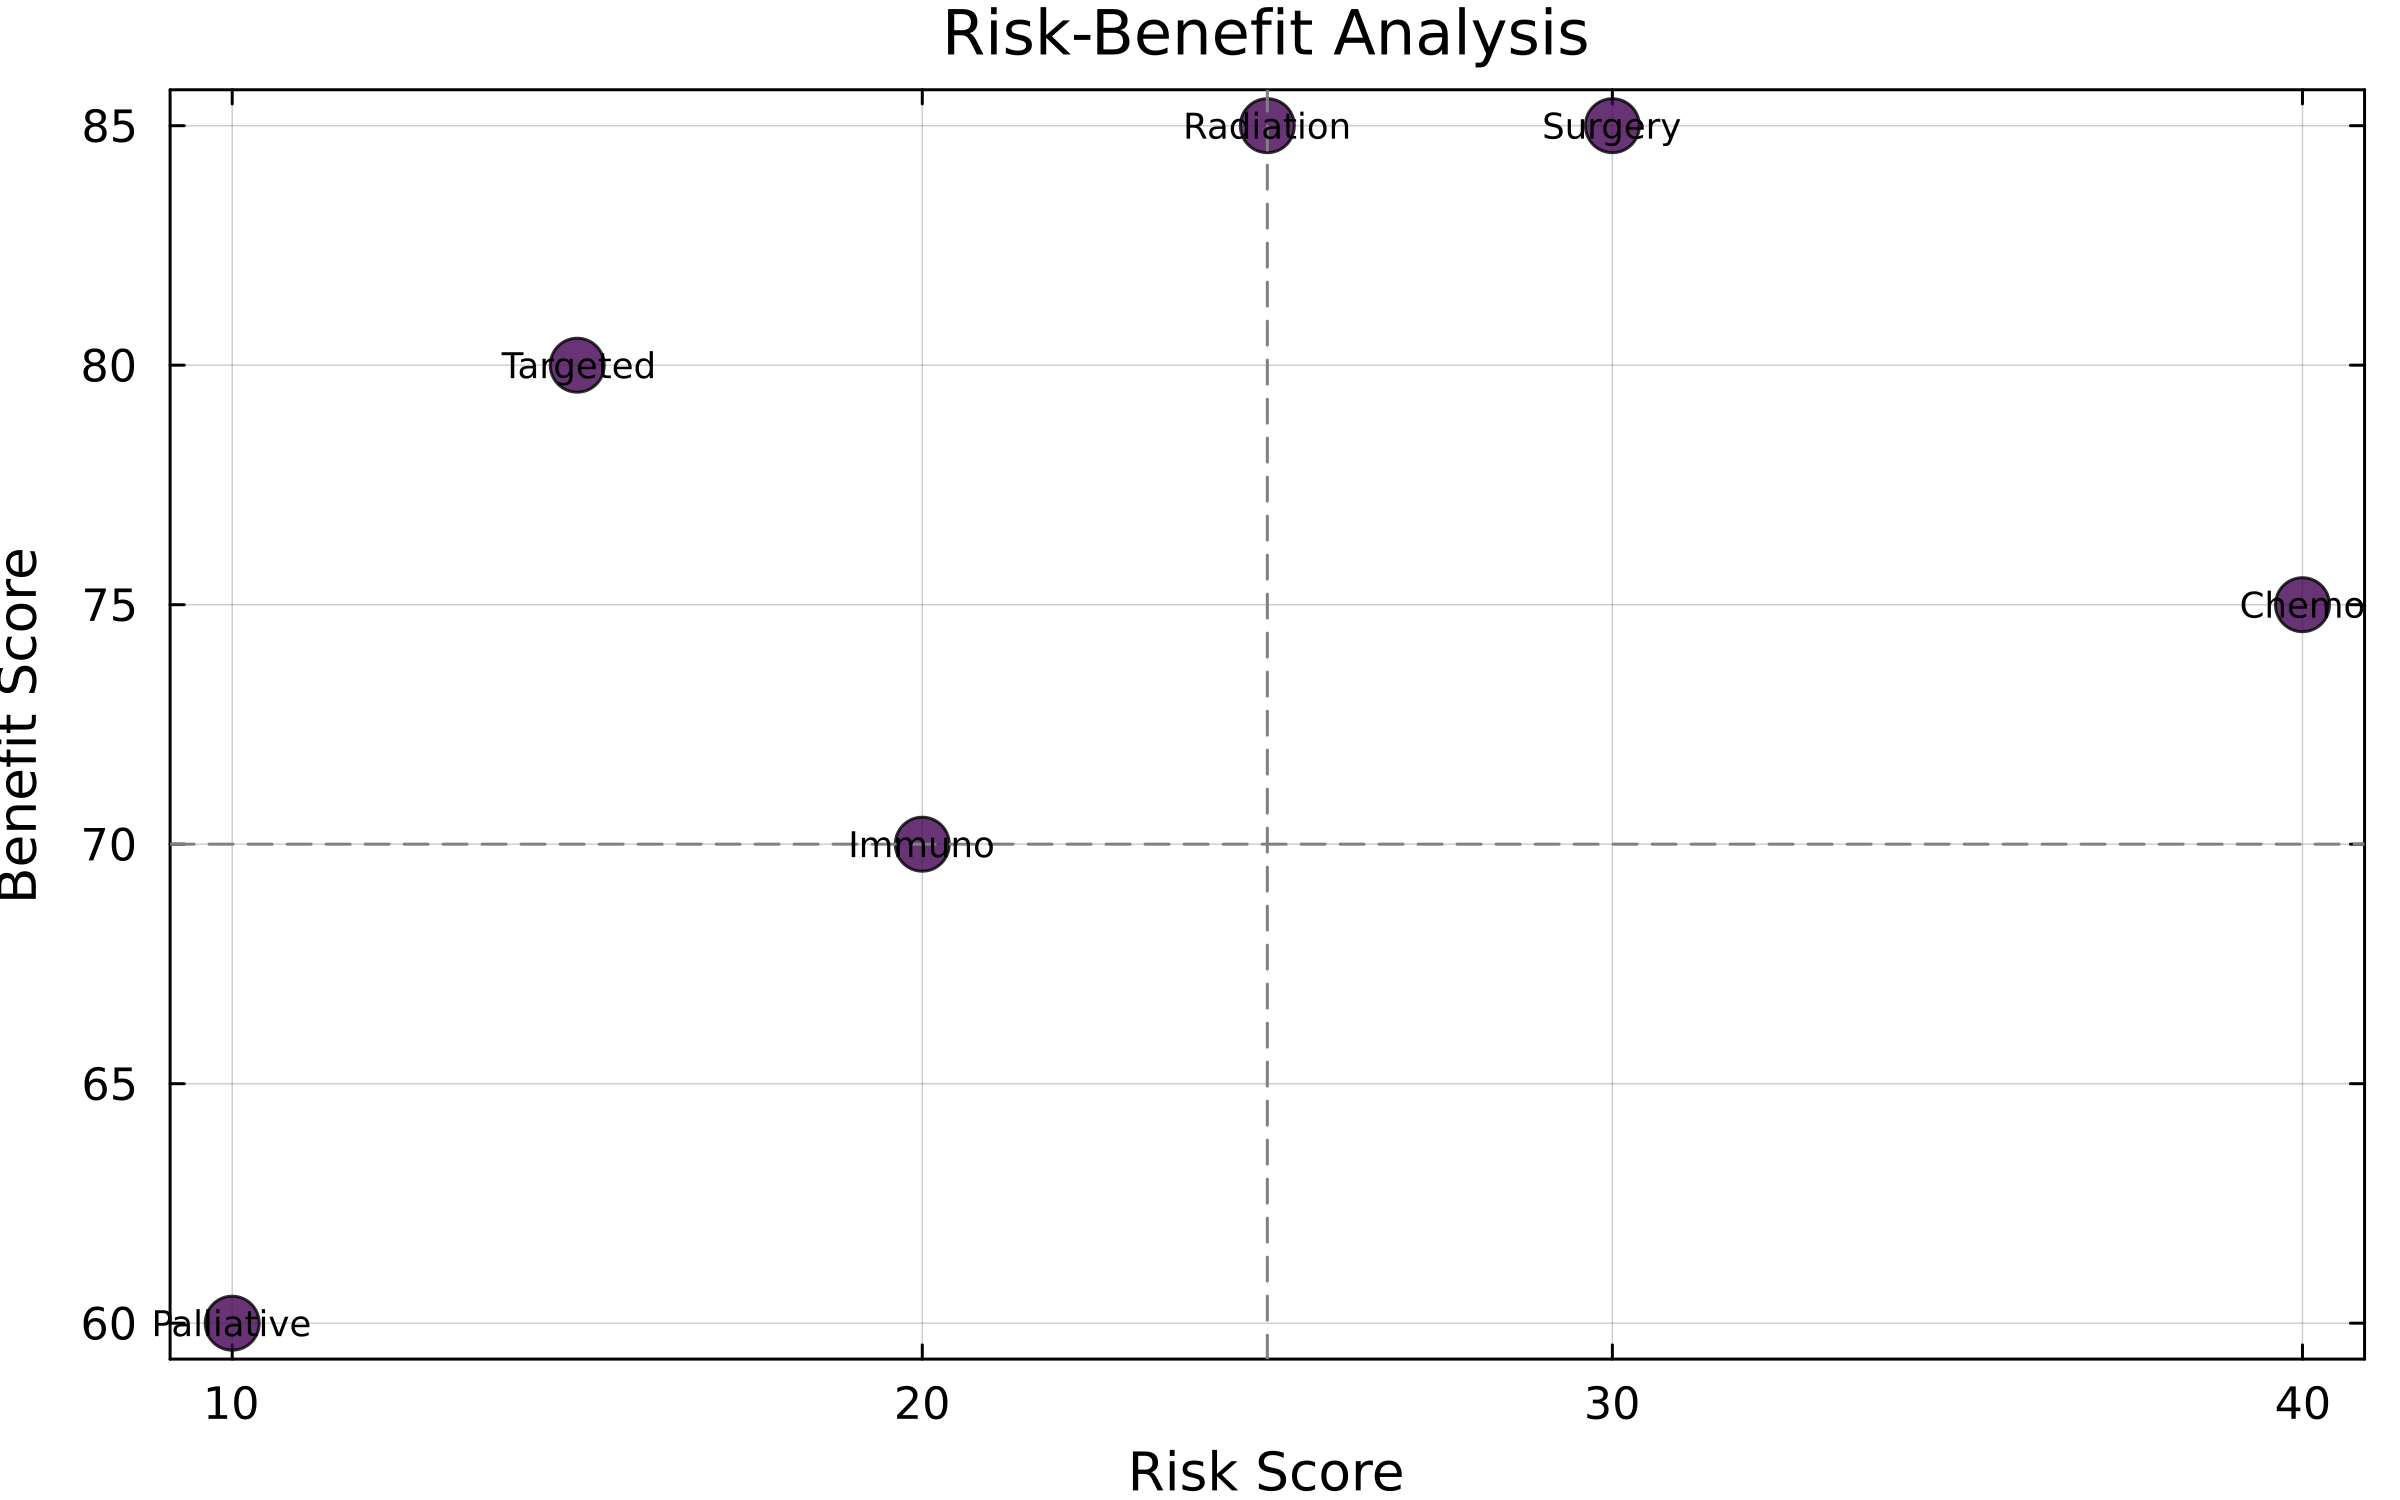 Risk-Benefit Analysis
85
Radiation
Surgery
80
Targeted
75
Chemo
Benefit Score
70
Immuno
65
60
Palliative
10
20
30
40
Risk Score